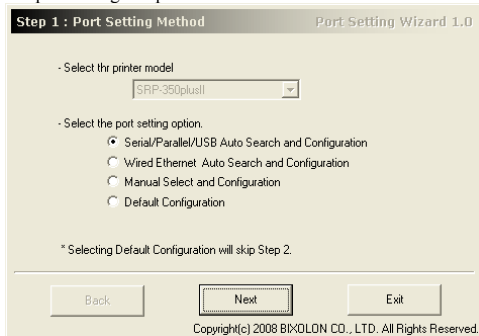 Step 1 : Port Setting Method
Port Setting Wizard 1.0
- Select thr printer model
SRP-350plusII
- Select the port setting option.
Serial/Parallel/USB Auto Search and Configuration
Wired Ethernet Auto Search and Configuration
Manual Select and Configuration
Default Configuration
* Selecting Default Configuration will skip Step 2.
Back
Next
Exit
Copyright(c) 2008 BIXOLON CO., LTD. All Rights Reserved.